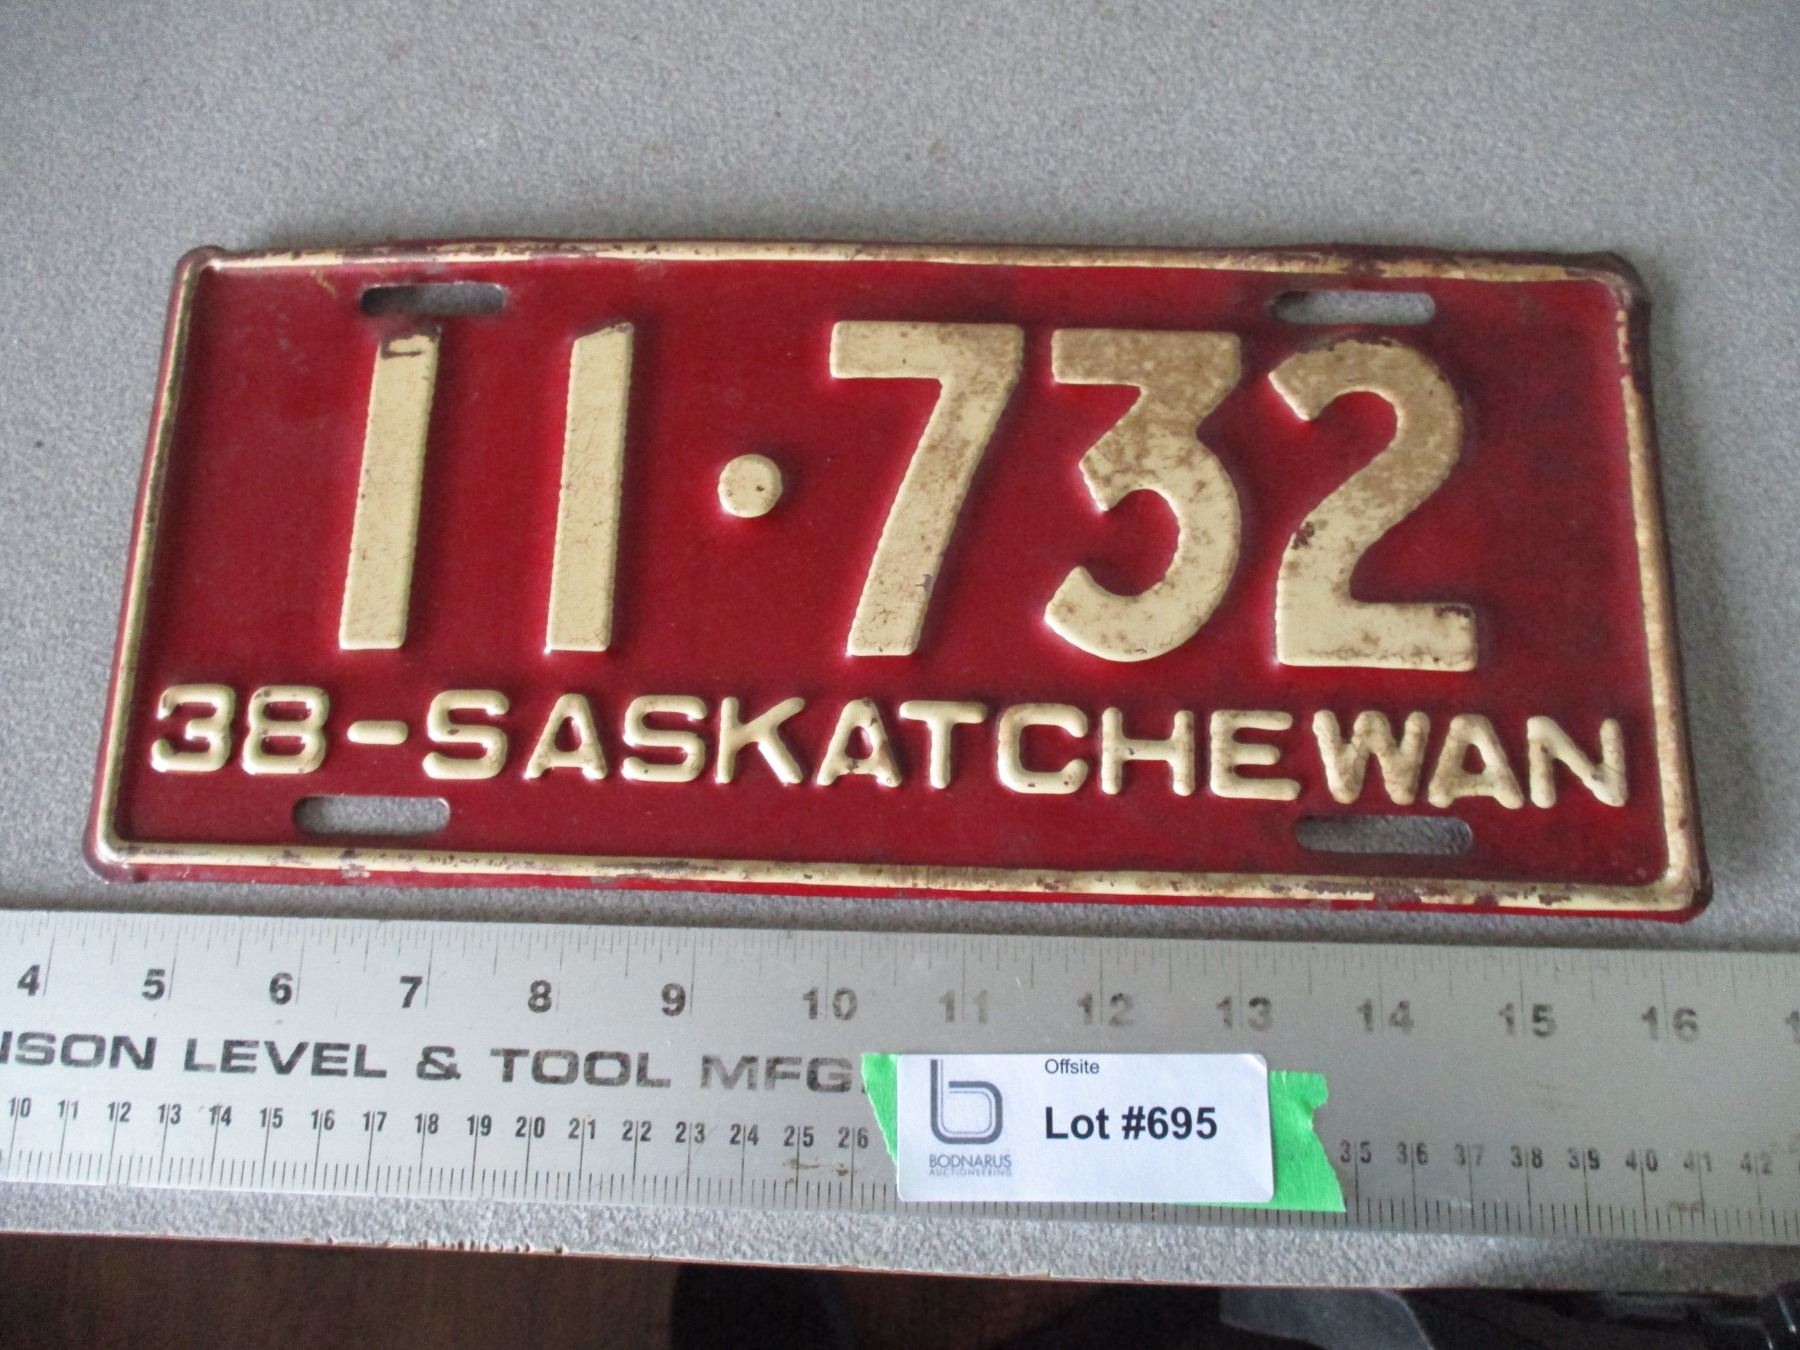 11·732
38-SASKATCHEWAN
4 5 6 7 8 9 10 11 12 13 14 15 16
NSON LEVEL & TOOL MFG.
Offsite
Lot #695
BODNARUS
AUCTIONEERING
10 11 12 13 14 15 16 17 18 19 20 21 22 23 24 25 26 35 36 37 38 39 40 41 42